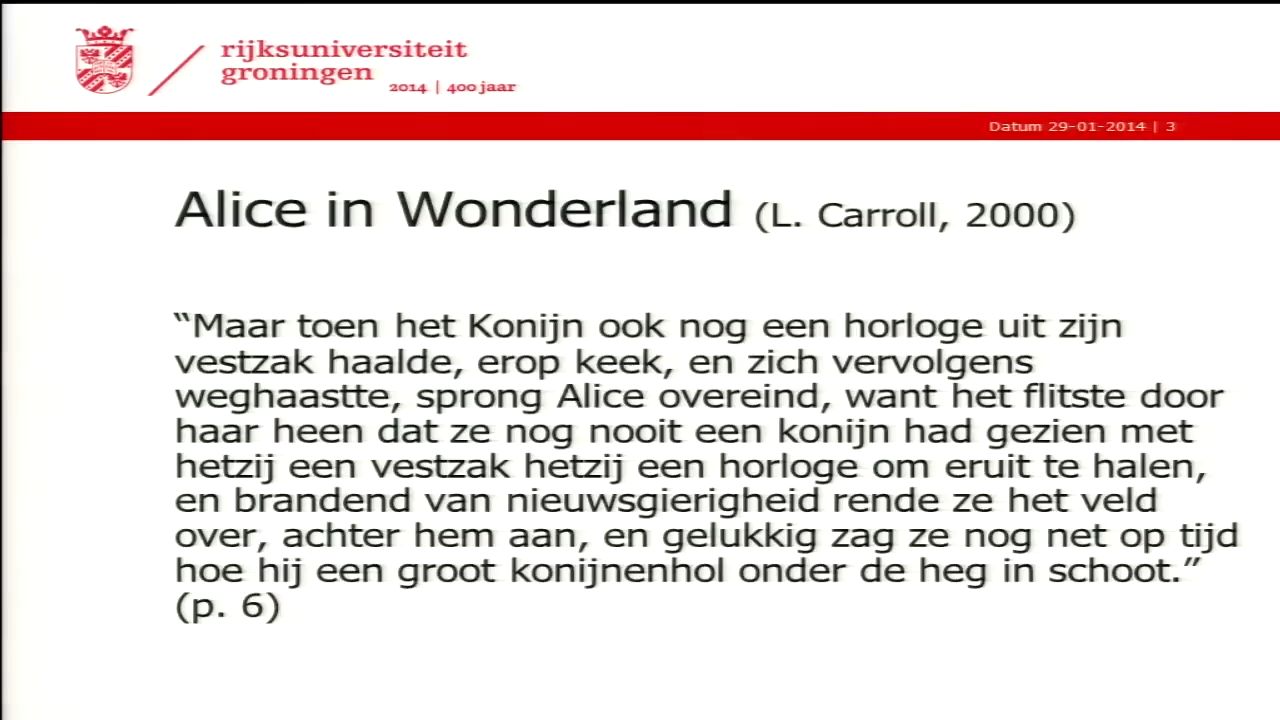 rijksuniversiteit
groningen
2014 | 400 jaar
Datum 29-01-2014 | 3
Alice in Wonderland (L. Carroll, 2000)
“Maar toen het Konijn ook nog een horloge uit zijn
vestzak haalde, erop keek, en zich vervolgens
weghaastte, sprong Alice overeind, want het flitste door
haar heen dat ze nog nooit een konijn had gezien met
hetzij een vestzak hetzij een horloge om eruit te halen,
en brandend van nieuwsgierigheid rende ze het veld
over, achter hem aan, en gelukkig zag ze nog net op tijd
hoe hij een groot konijnenhol onder de heg in schoot.”
(p. 6)